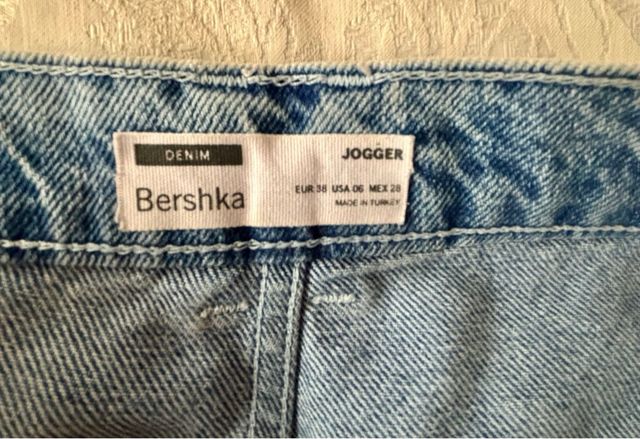 DENIM JOGGER
Bershka
EUR 38 USA 06 MEX 28
MADE IN TURKEY